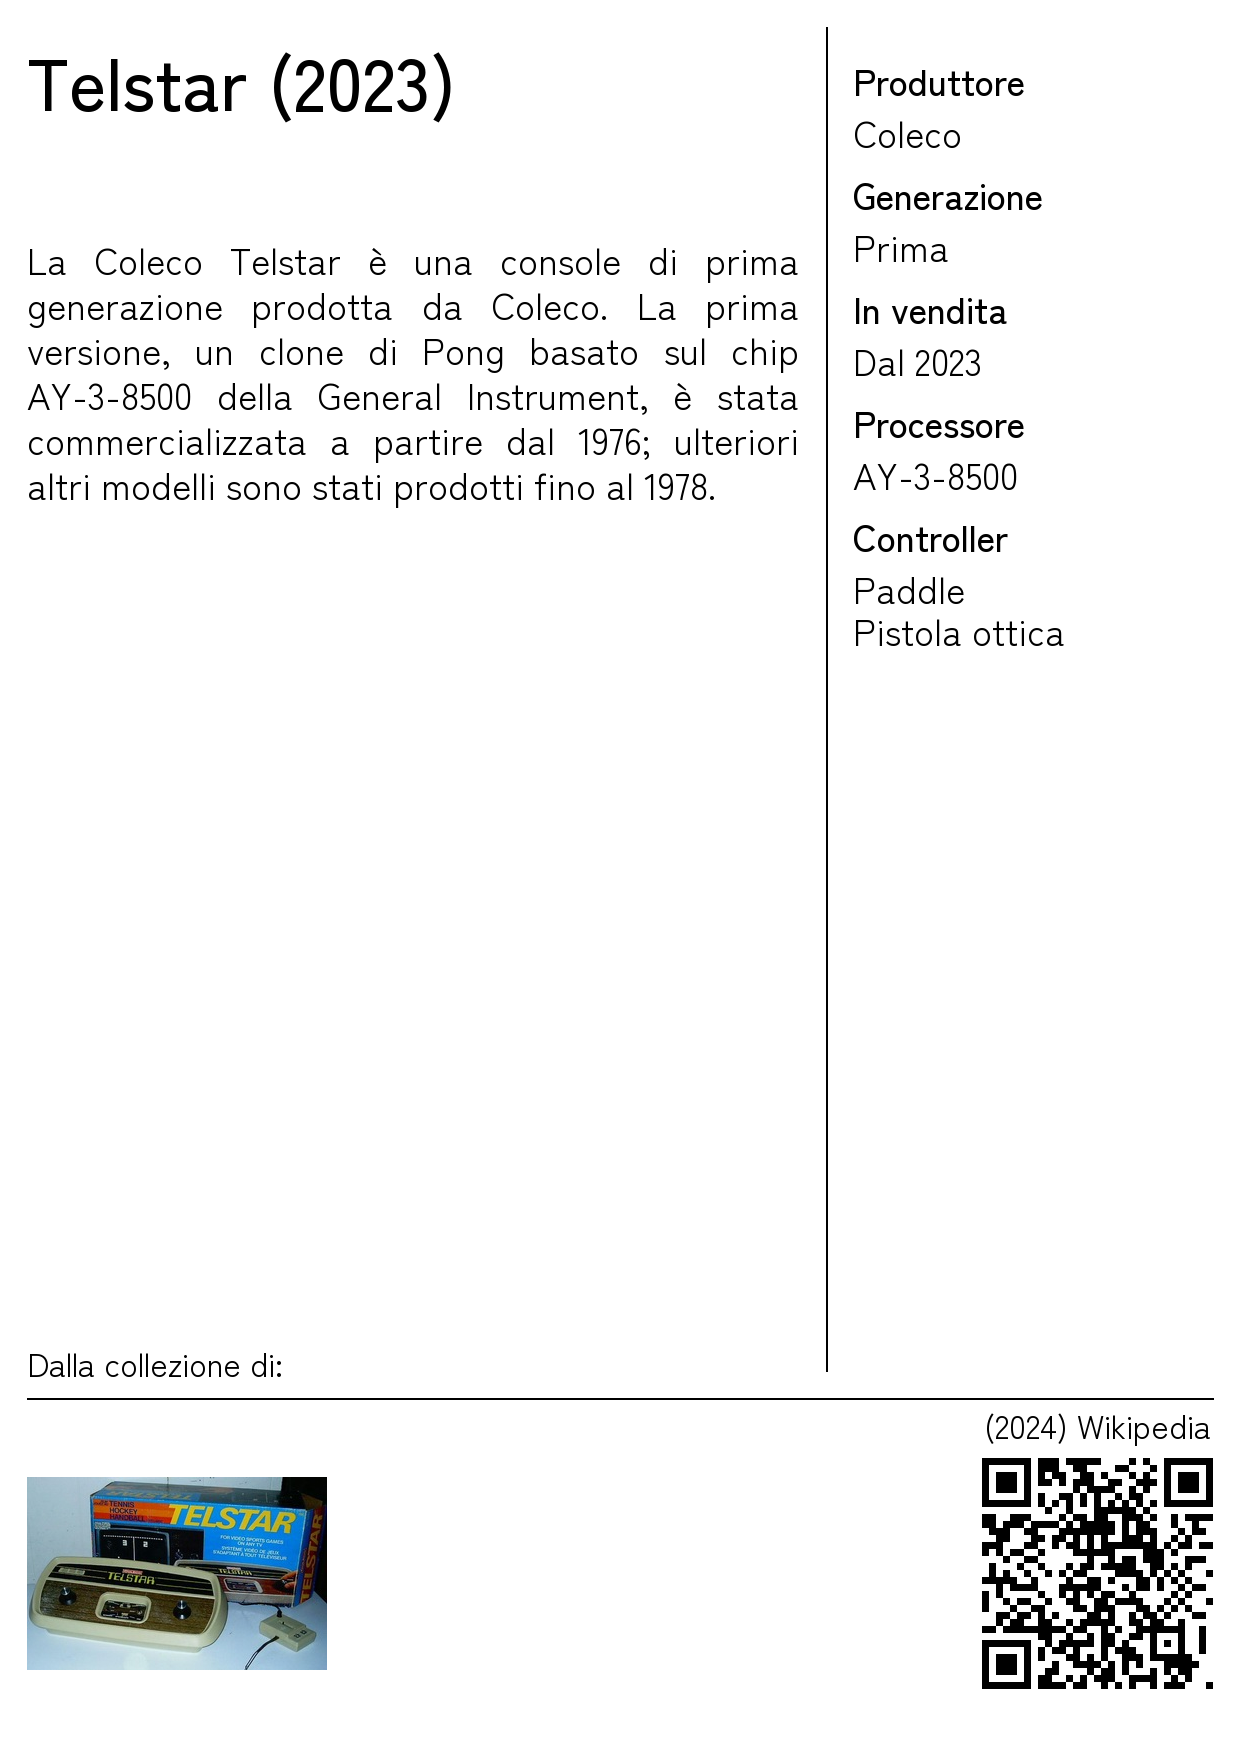 Telstar (2023)
La Coleco Telstar è una console di prima
generazione prodotta da Coleco. La prima
versione, un clone di Pong basato sul chip
AY-3-8500 della General Instrument, è stata
commercializzata a partire dal 1976; ulteriori
altri modelli sono stati prodotti fino al 1978.
Produttore
Coleco
Generazione
Prima
In vendita
Dal 2023
Processore
AY-3-8500
Controller
Paddle
Pistola ottica
Dalla collezione di:
(2024) Wikipedia
TENNIS
HOCKEY
HANDBALL
TELSTAR
FOR VIDEO SPORTS GAMES
ON ANY TV
SYSTÈME VIDÉO DE JEUX
S'ADAPTANT À TOUT TÉLÉVISEUR
TELSTAR
TELSTAR
TELSTAR